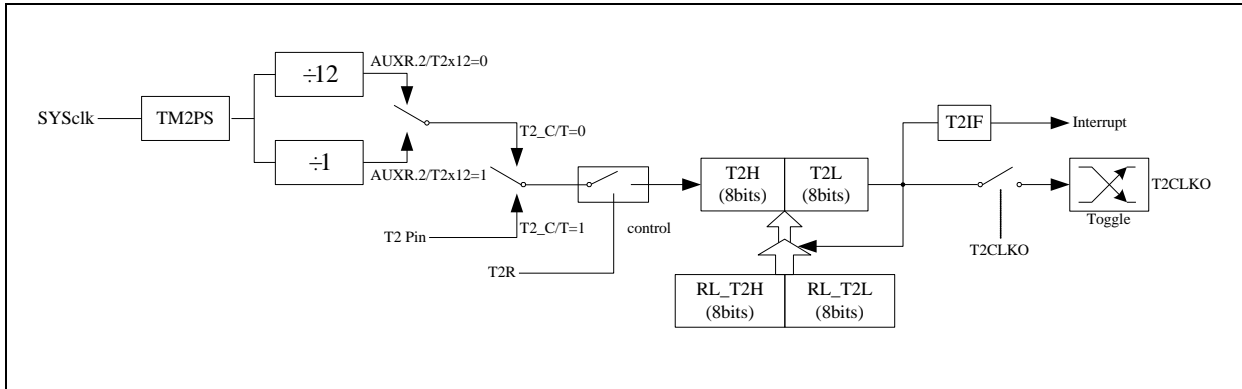 SYSclk
TM2PS
÷12
÷1
AUXR.2/T2x12=0
AUXR.2/T2x12=1
T2_C/T=0
T2_C/T=1
T2 Pin
T2R
control
T2H
(8bits)
T2L
(8bits)
RL_T2H
(8bits)
RL_T2L
(8bits)
T2IF
Interrupt
T2CLKO
Toggle
T2CLKO